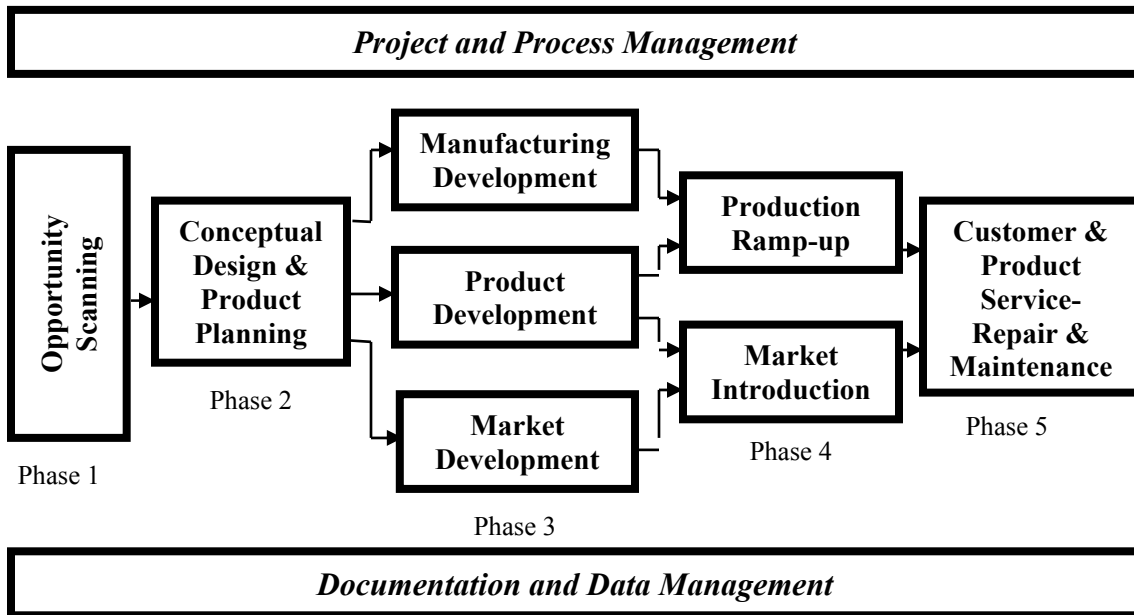 Project and Process Management
Opportunity
Scanning
Phase 1
Conceptual
Design &
Product
Planning
Phase 2
Manufacturing
Development
Product
Development
Market
Development
Phase 3
Production
Ramp-up
Market
Introduction
Phase 4
Customer &
Product
Service-
Repair &
Maintenance
Phase 5
Documentation and Data Management